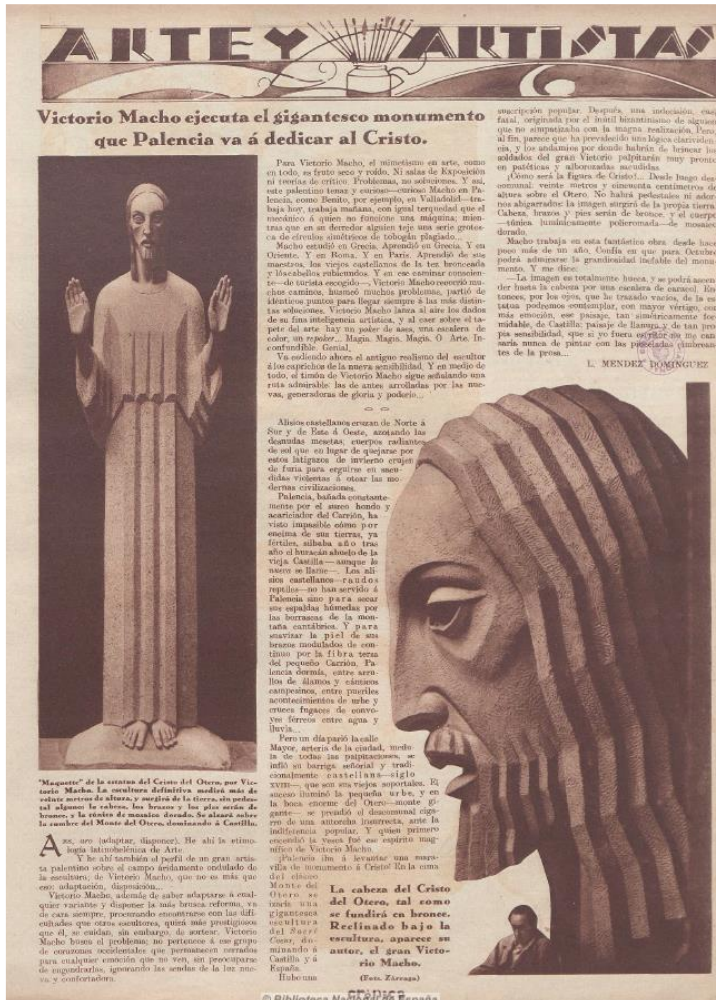 ARTE Y ARTISTAS
Victorio Macho ejecuta el gigantesco monumento
que Palencia va á dedicar al Cristo.
"Maquette" de la estatua del Cristo del Otero, por Vic-
torio Macho. La escultura definitiva medirá más de
veinte metros de altura, y surgirá de la tierra, sin pedes-
tal alguno: la cabeza, los brazos y los pies serán de
bronce, y la túnica de mosaico dorado. Se alzará sobre
la cumbre del Monte del Otero, dominando á Castilla.
ARS, aro (adaptar, disponer). He ahí la etimo-
logía latinohelénica de Arte.
Y he ahí también el perfil de un gran artis-
ta palentino sobre el campo áridamente ondulado de
la escultura; de Victorio Macho, que no es más que
eso: adaptación, disposición...
Victorio Macho, además de saber adaptarse á cual-
quier variante y disponer la más brusca reforma, va
de cara siempre, procurando encontrarse con las difi-
cultades que otros escultores, quizá más prestigiosos
que él, se cuidan, sin embargo, de sortear. Victorio
Macho busca el problema; no pertenece á ese grupo
de corazones occidentales que permanecen cerrados
para cualquier emoción que no ven, sin preocuparse
de engendrarlas, ignorando las sendas de la luz nue-
va y confortadora.
Para Victorio Macho, el mimetismo en arte, como
en todo, es fruto seco y roído. Ni salas de Exposición
ni teorías de crítico. Problemas, no soluciones. Y así,
este palentino tenaz y curioso—curioso Macho en Pa-
lencia, como Benito, por ejemplo, en Valladolid—tra-
baja hoy, trabaja mañana, con igual terquedad que el
mecánico á quien no funcione una máquina; mien-
tras que en su derredor alguien teje una serie grotes-
ca de círculos simétricos de tobogán plagiado...
Macho estudió en Grecia. Aprendió en Grecia. Y en
Oriente. Y en Roma. Y en París. Aprendió de sus
maestros, los viejos castellanos de la tez bronceada
y los cabellos rubicundos. Y en ese caminar conscien-
te—de turista escogido—, Victorio Macho recorrió mu-
chos caminos, husmeó muchos problemas, partió de
idénticos puntos para llegar siempre á las más distin-
tas soluciones. Victorio Macho lanza al aire los dados
de su fina inteligencia artística, y al caer sobre el ta-
pete del arte hay un poker de ases, una escalera de
color, un repoker... Magia. Magia. Magia. O Arte. In-
confundible. Genial.
Va cediendo ahora el antiguo realismo del escultor
á los caprichos de la nueva sensibilidad. Y en medio de
todo, el timón de Victorio Macho sigue señalando una
ruta admirable: las de antes arrolladas por las nue-
vas, generadoras de gloria y poderío...
Alisios castellanos cruzan de Norte á
Sur y de Este á Oeste, azotando las
desnudas mesetas, cuerpos radiantes
de sol que en lugar de quejarse por
estos latigazos de invierno crujen
de furia para erguirse en sacu-
didas violentas á otear las mo-
dernas civilizaciones.
Palencia, bañada constante-
mente por el surco hondo y
acariciador del Carrión, ha
visto impasible cómo por
encima de sus tierras, ya
fértiles, silbaba año tras
año el huracán abuelo de la
vieja Castilla—aunque lo
nuevo se llame—. Los ali-
sios castellanos—raudos
reptiles—no han servido á
Palencia sino para secar
sus espaldas húmedas por
las borrascas de la mon-
taña cantábrica. Y para
suavizar la piel de sus
brazos modulados de con-
tinuo por la fibra tersa
del pequeño Carrión. Pa-
lencia dormía, entre arru-
llos de álamos y cánticos
campesinos, entre pueriles
acontecimientos de urbe y
cruces fugaces de convo-
yes férreos entre agua y
lluvia...
Pero un día parió la calle
Mayor, arteria de la ciudad, medu-
la de todas las palpitaciones, se
infló su barriga señorial y tradi-
cionalmente castellana—siglo
XVIII—, que son sus viejos soportales. El
suceso iluminó la pequeña urbe, y en
la boca enorme del Otero—monte gi-
gante—se prendió el descomunal ciga-
rro de una antorcha insurrecta, ante la
indiferencia popular. Y quien primero
encendió la yesca fué ese espíritu mag-
nífico de Victorio Macho.
¡Palencia iba á levantar una mara-
villa de monumento á Cristo! En la cima
del clásico
Monte del
Otero se
izaría una
gigantesca
escultura
del Sacri
Cosar, do-
minando á
Castilla y á
España.
Hubo una
La cabeza del Cristo
del Otero, tal como
se fundirá en bronce.
Reclinado bajo la
escultura, aparece su
autor, el gran Victo-
rio Macho.
(Foto. Zárraga)
suscripción popular. Después, una indecisión, casi
fatal, originada por el inútil bizantinismo de alguien
que no simpatizaba con la magna realización. Pero,
al fin, parece que ha prevalecido una lógica clarividen-
cia, y los andamios por donde habrán de brincar los
soldados del gran Victorio palpitarán muy pronto
en patéticas y alborotadas sacudidas.
¿Cómo será la figura de Cristo?... Desde luego des-
comunal: veinte metros y cincuenta centímetros de
altura sobre el Otero. No habrá pedestales ni ador-
nos abigarrados: la imagen surgirá de la propia tierra.
Cabeza, brazos y pies serán de bronce, y el cuerpo
—túnica lumínicamente policromada—de mosaico
dorado.
Macho trabaja en esta fantástica obra desde hace
poco más de un año. Confía en que para Octubre
podrá admirarse la grandiosidad inefable del monu-
mento. Y me dice:
—La imagen es totalmente hueca, y se podrá ascen-
der hasta la cabeza por una escalera de caracol. En-
tonces, por los ojos, que he trazado vacíos, de la es-
tatua podremos contemplar, con mayor vértigo, con
más emoción, ese paisaje, tan simétricamente for-
midable, de Castilla; paisaje de llanura y de tan pro-
pia sensibilidad, que si yo fuera escritor no me can-
saría nunca de pintar con las
tes de la prosa...
L. MENDEZ DOMINGUEZ
crónica
© Biblioteca Nacional de España